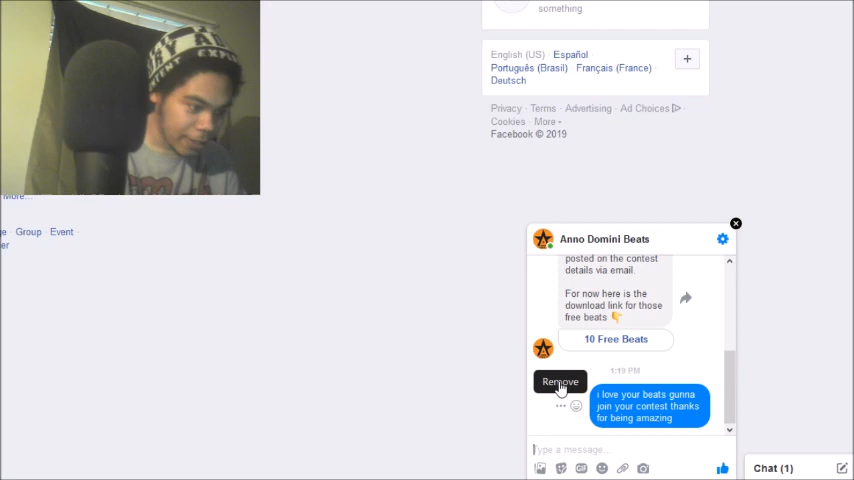 something
English (US) · Español ·
Português (Brasil) · Français (France) ·
Deutsch
Privacy · Terms · Advertising · Ad Choices ·
Cookies · More
Facebook © 2019
More...
Group · Event ·
Anno Domini Beats
posted on the contest
details via email.
For now here is the
download link for those
free beats 👇
10 Free Beats
1:19 PM
Remove
i love your beats gunna
join your contest thanks
for being amazing
Type a message...
GIF
Chat (1)